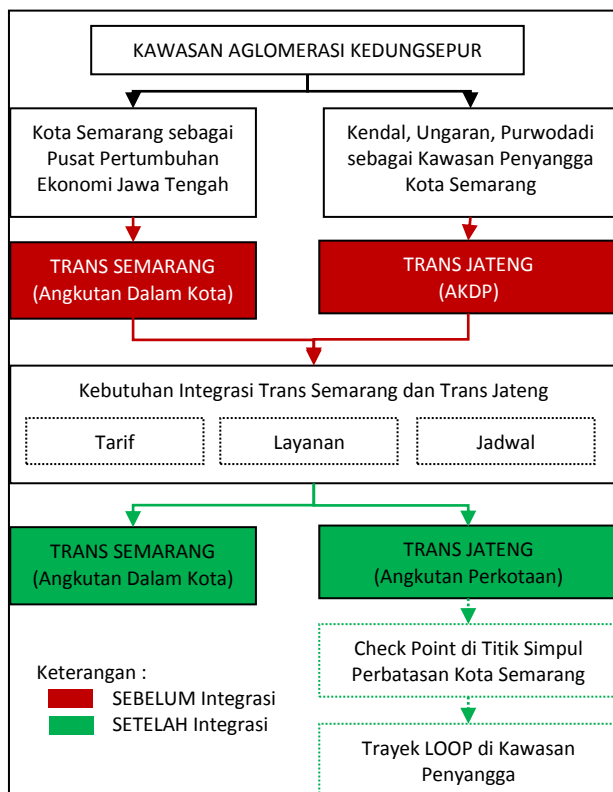 KAWASAN AGLOMERASI KEDUNGSEPUR
Kota Semarang sebagai
Pusat Pertumbuhan
Ekonomi Jawa Tengah
Kendal, Ungaran, Purwodadi
sebagai Kawasan Penyangga
Kota Semarang
TRANS SEMARANG
(Angkutan Dalam Kota)
TRANS JATENG
(AKDP)
Kebutuhan Integrasi Trans Semarang dan Trans Jateng
Tarif
Layanan
Jadwal
TRANS SEMARANG
(Angkutan Dalam Kota)
TRANS JATENG
(Angkutan Perkotaan)
Check Point di Titik Simpul
Perbatasan Kota Semarang
Trayek LOOP di Kawasan
Penyangga
Keterangan :
SEBELUM Integrasi
SETELAH Integrasi